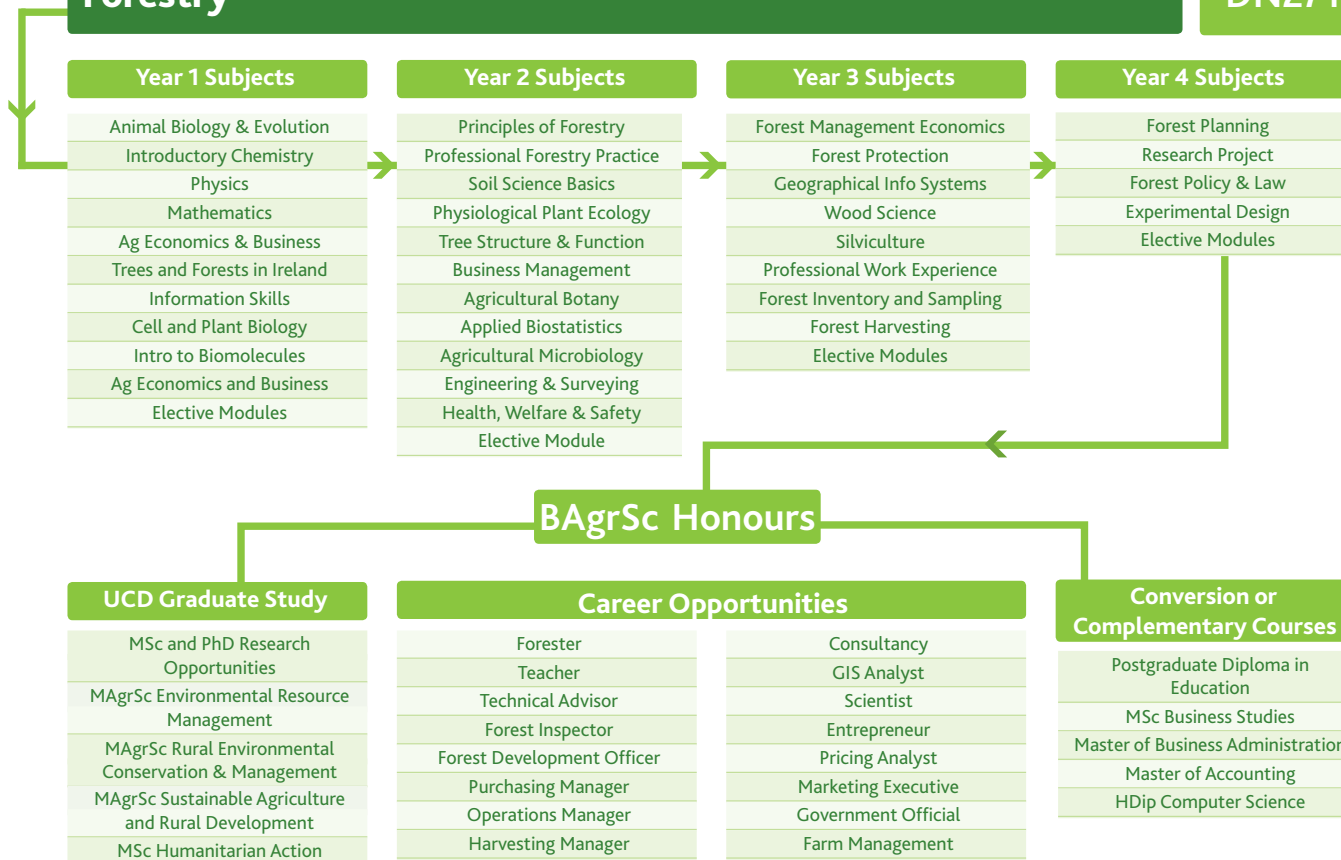 Forestry
Year 1 Subjects
Animal Biology & Evolution
Introductory Chemistry
Physics
Mathematics
Ag Economics & Business
Trees and Forests in Ireland
Information Skills
Cell and Plant Biology
Intro to Biomolecules
Ag Economics and Business
Elective Modules
Year 2 Subjects
Principles of Forestry
Professional Forestry Practice
Soil Science Basics
Physiological Plant Ecology
Tree Structure & Function
Business Management
Agricultural Botany
Applied Biostatistics
Agricultural Microbiology
Engineering & Surveying
Health, Welfare & Safety
Elective Module
Year 3 Subjects
Forest Management Economics
Forest Protection
Geographical Info Systems
Wood Science
Silviculture
Professional Work Experience
Forest Inventory and Sampling
Forest Harvesting
Elective Modules
Year 4 Subjects
Forest Planning
Research Project
Forest Policy & Law
Experimental Design
Elective Modules
BAgrSc Honours
UCD Graduate Study
MSc and PhD Research
Opportunities
MAgrSc Environmental Resource
Management
MAgrSc Rural Environmental
Conservation & Management
MAgrSc Sustainable Agriculture
and Rural Development
MSc Humanitarian Action
Career Opportunities
Forester
Teacher
Technical Advisor
Forest Inspector
Forest Development Officer
Purchasing Manager
Operations Manager
Harvesting Manager
Consultancy
GIS Analyst
Scientist
Entrepreneur
Pricing Analyst
Marketing Executive
Government Official
Farm Management
Conversion or
Complementary Courses
Postgraduate Diploma in
Education
MSc Business Studies
Master of Business Administration
Master of Accounting
HDip Computer Science